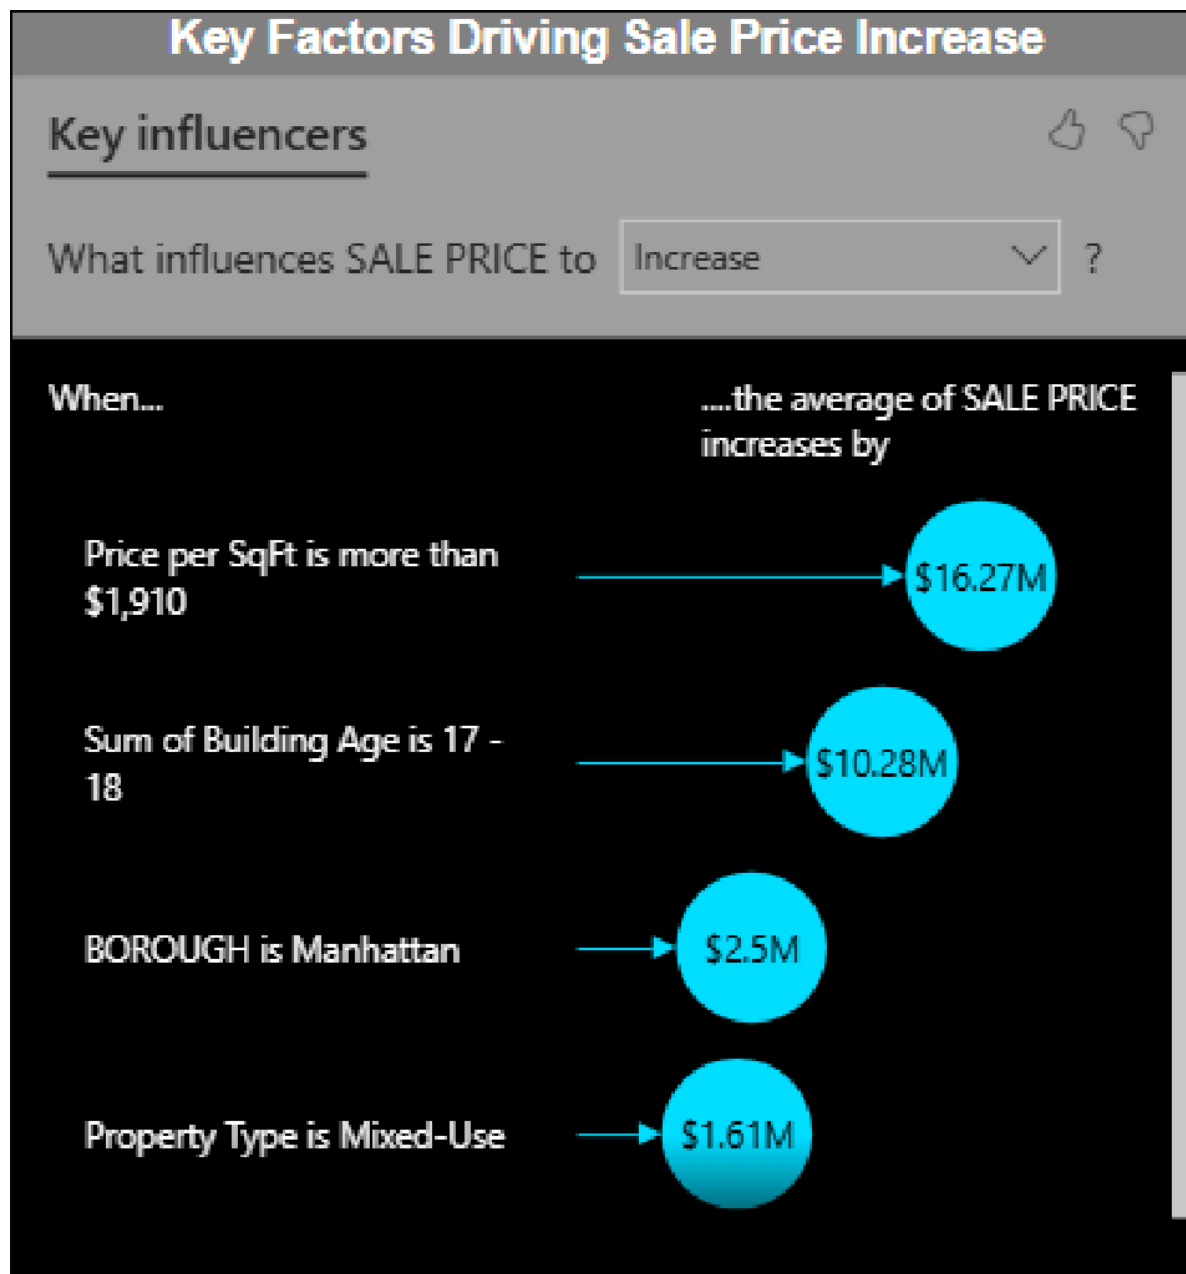 Key Factors Driving Sale Price Increase
Key influencers
What influences SALE PRICE to Increase ?
When...
....the average of SALE PRICE
increases by
Price per SqFt is more than
$1,910
$16.27M
Sum of Building Age is 17 -
18
$10.28M
BOROUGH is Manhattan
$2.5M
Property Type is Mixed-Use
$1.61M